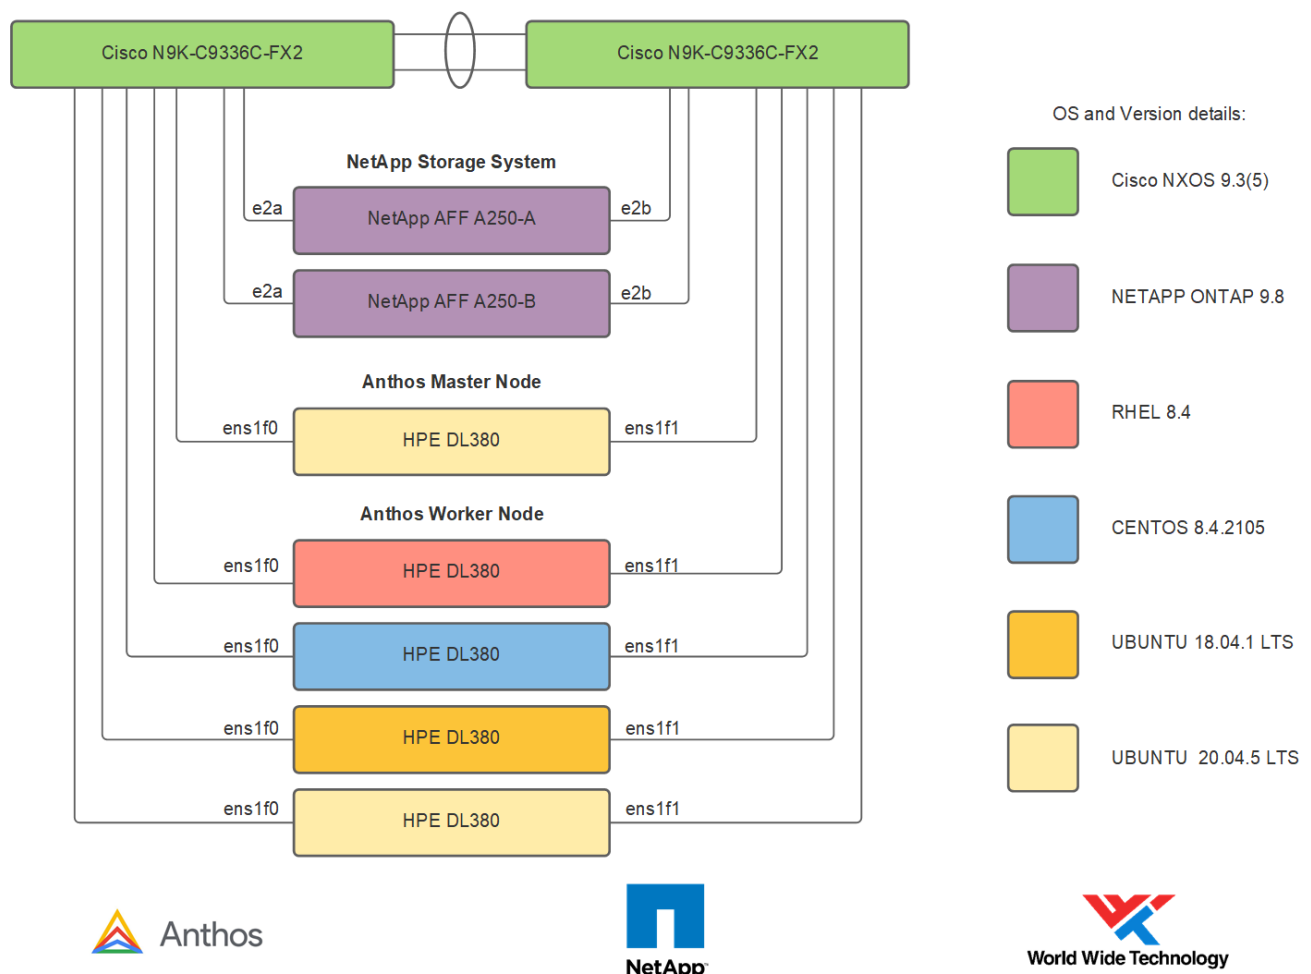 Cisco N9K-C9336C-FX2
Cisco N9K-C9336C-FX2
NetApp Storage System
e2a
NetApp AFF A250-A
e2b
e2a
NetApp AFF A250-B
e2b
Anthos Master Node
ens1f0
HPE DL380
ens1f1
Anthos Worker Node
ens1f0
HPE DL380
ens1f1
ens1f0
HPE DL380
ens1f1
ens1f0
HPE DL380
ens1f1
ens1f0
HPE DL380
ens1f1
OS and Version details:
Cisco NXOS 9.3(5)
NETAPP ONTAP 9.8
RHEL 8.4
CENTOS 8.4.2105
UBUNTU 18.04.1 LTS
UBUNTU  20.04.5 LTS
Anthos
NetApp™
World Wide Technology